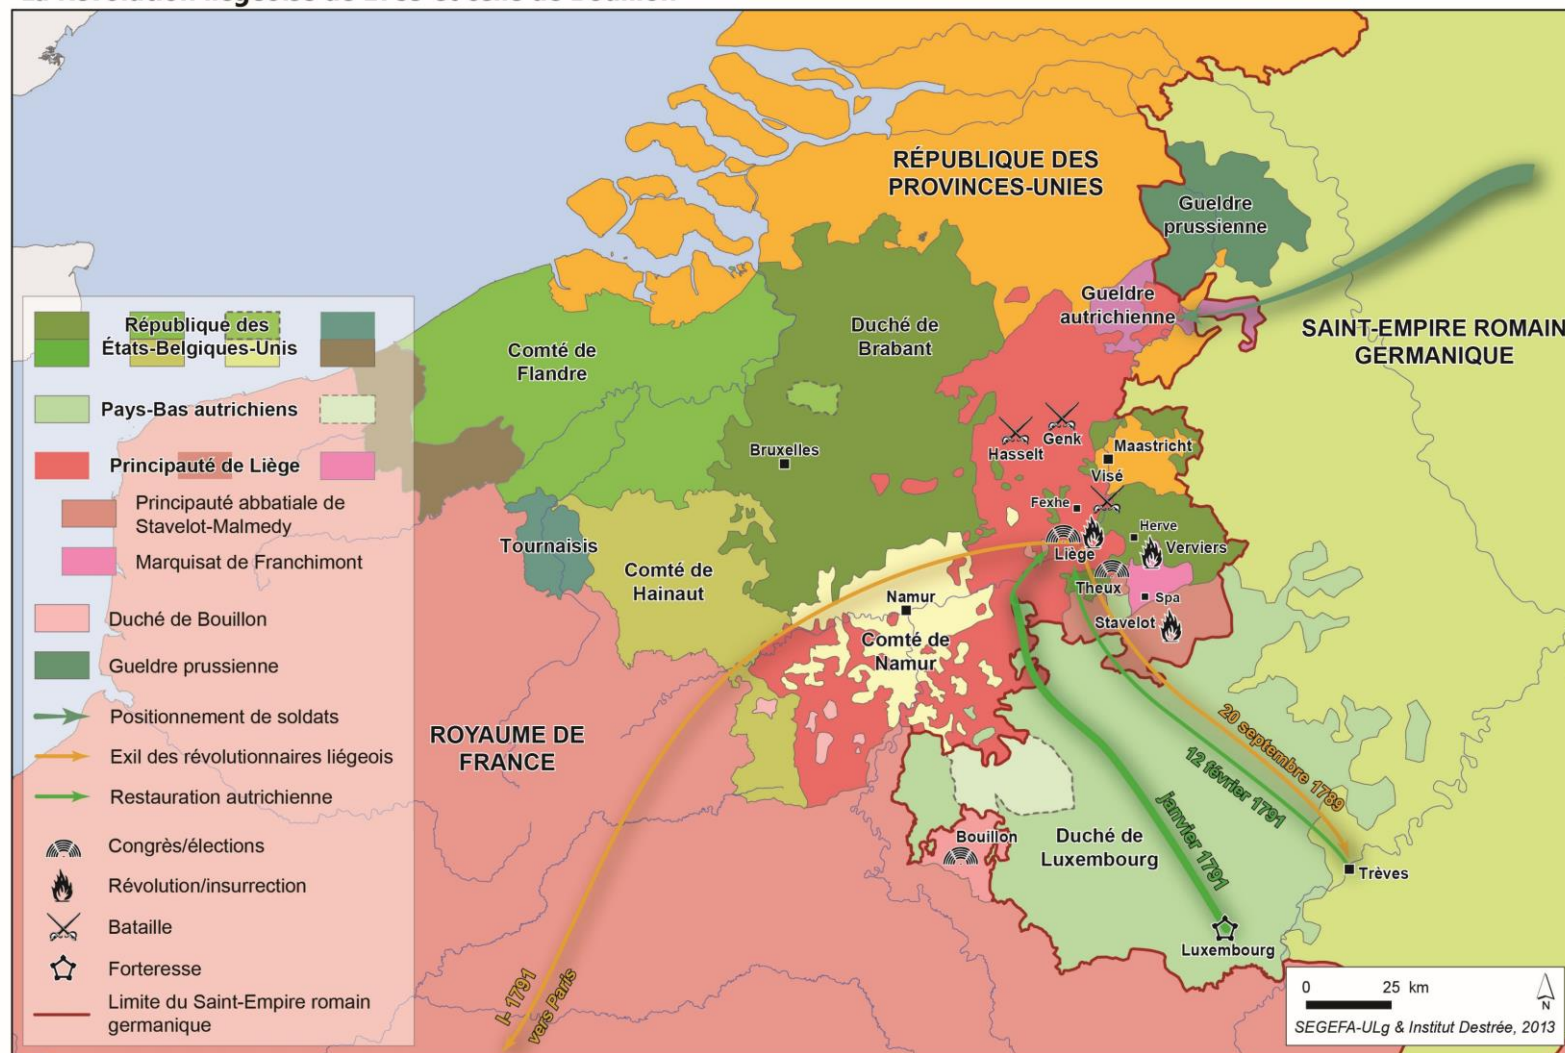 RÉPUBLIQUE DES
PROVINCES-UNIES
Gueldre
prussienne
Gueldre
autrichienne
SAINT-EMPIRE ROMAIN
GERMANIQUE
Duché de
Brabant
Comté de
Flandre
République des
États-Belgiques-Unis
Pays-Bas autrichiens
Principauté de Liège
Principauté abbatiale de
Stavelot-Malmedy
Marquisat de Franchimont
Duché de Bouillon
Gueldre prussienne
Positionnement de soldats
Exil des révolutionnaires liégeois
Restauration autrichienne
Congrès/élections
Révolution/insurrection
Bataille
Forteresse
Limite du Saint-Empire romain
germanique
Bruxelles
Hasselt
Genk
Maastricht
Visé
Fexhe
Herve
Liège
Verviers
Theux
Spa
Stavelot
Tournaisis
Comté de
Hainaut
Namur
Comté de
Namur
ROYAUME DE
FRANCE
20 septembre 1789
12 février 1791
janvier 1791
Bouillon
Duché de
Luxembourg
Trèves
Luxembourg
I- 1791
vers Paris
0 25 km
N
SEGEFA-ULg & Institut Destrée, 2013